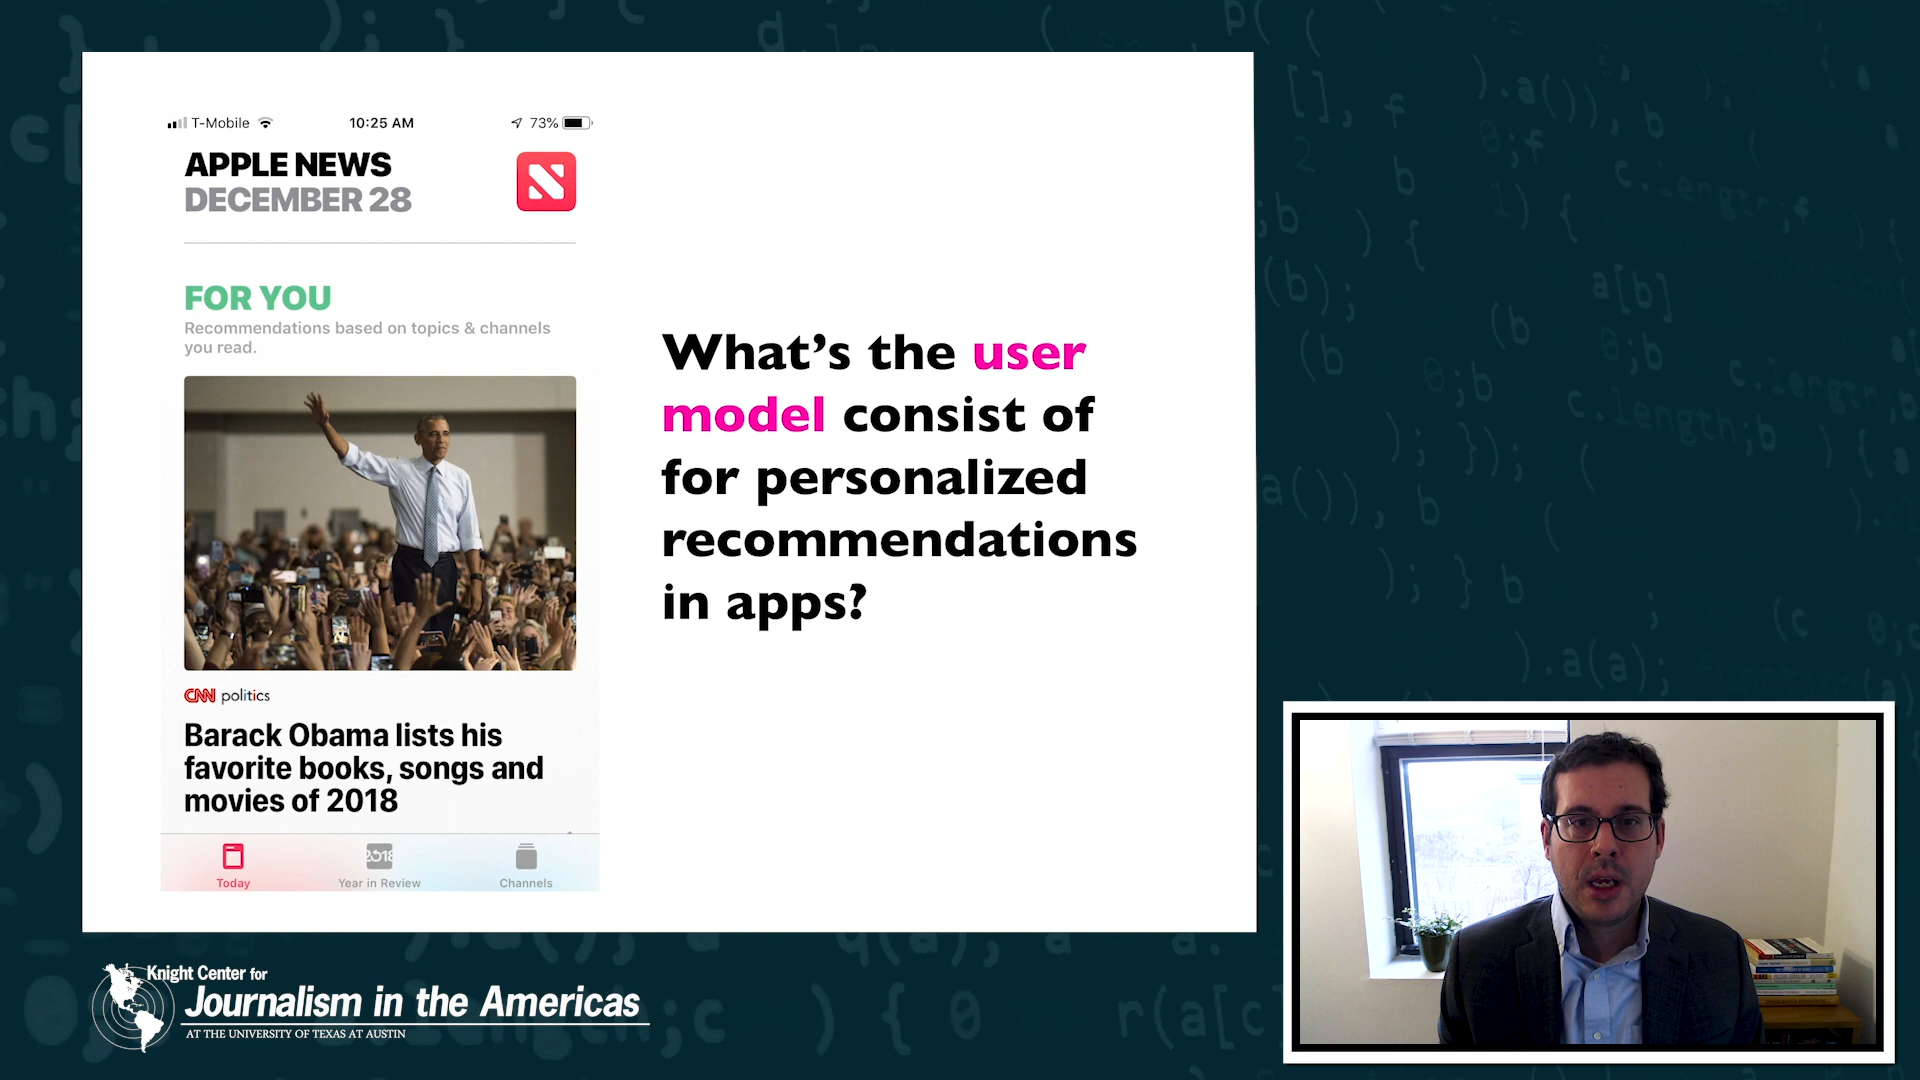 T-Mobile 10:25 AM 73%
APPLE NEWS
DECEMBER 28
FOR YOU
Recommendations based on topics & channels
you read.
CNN politics
Barack Obama lists his
favorite books, songs and
movies of 2018
Today Year in Review Channels
What's the user
model consist of
for personalized
recommendations
in apps?
Knight Center for
Journalism in the Americas
AT THE UNIVERSITY OF TEXAS AT AUSTIN